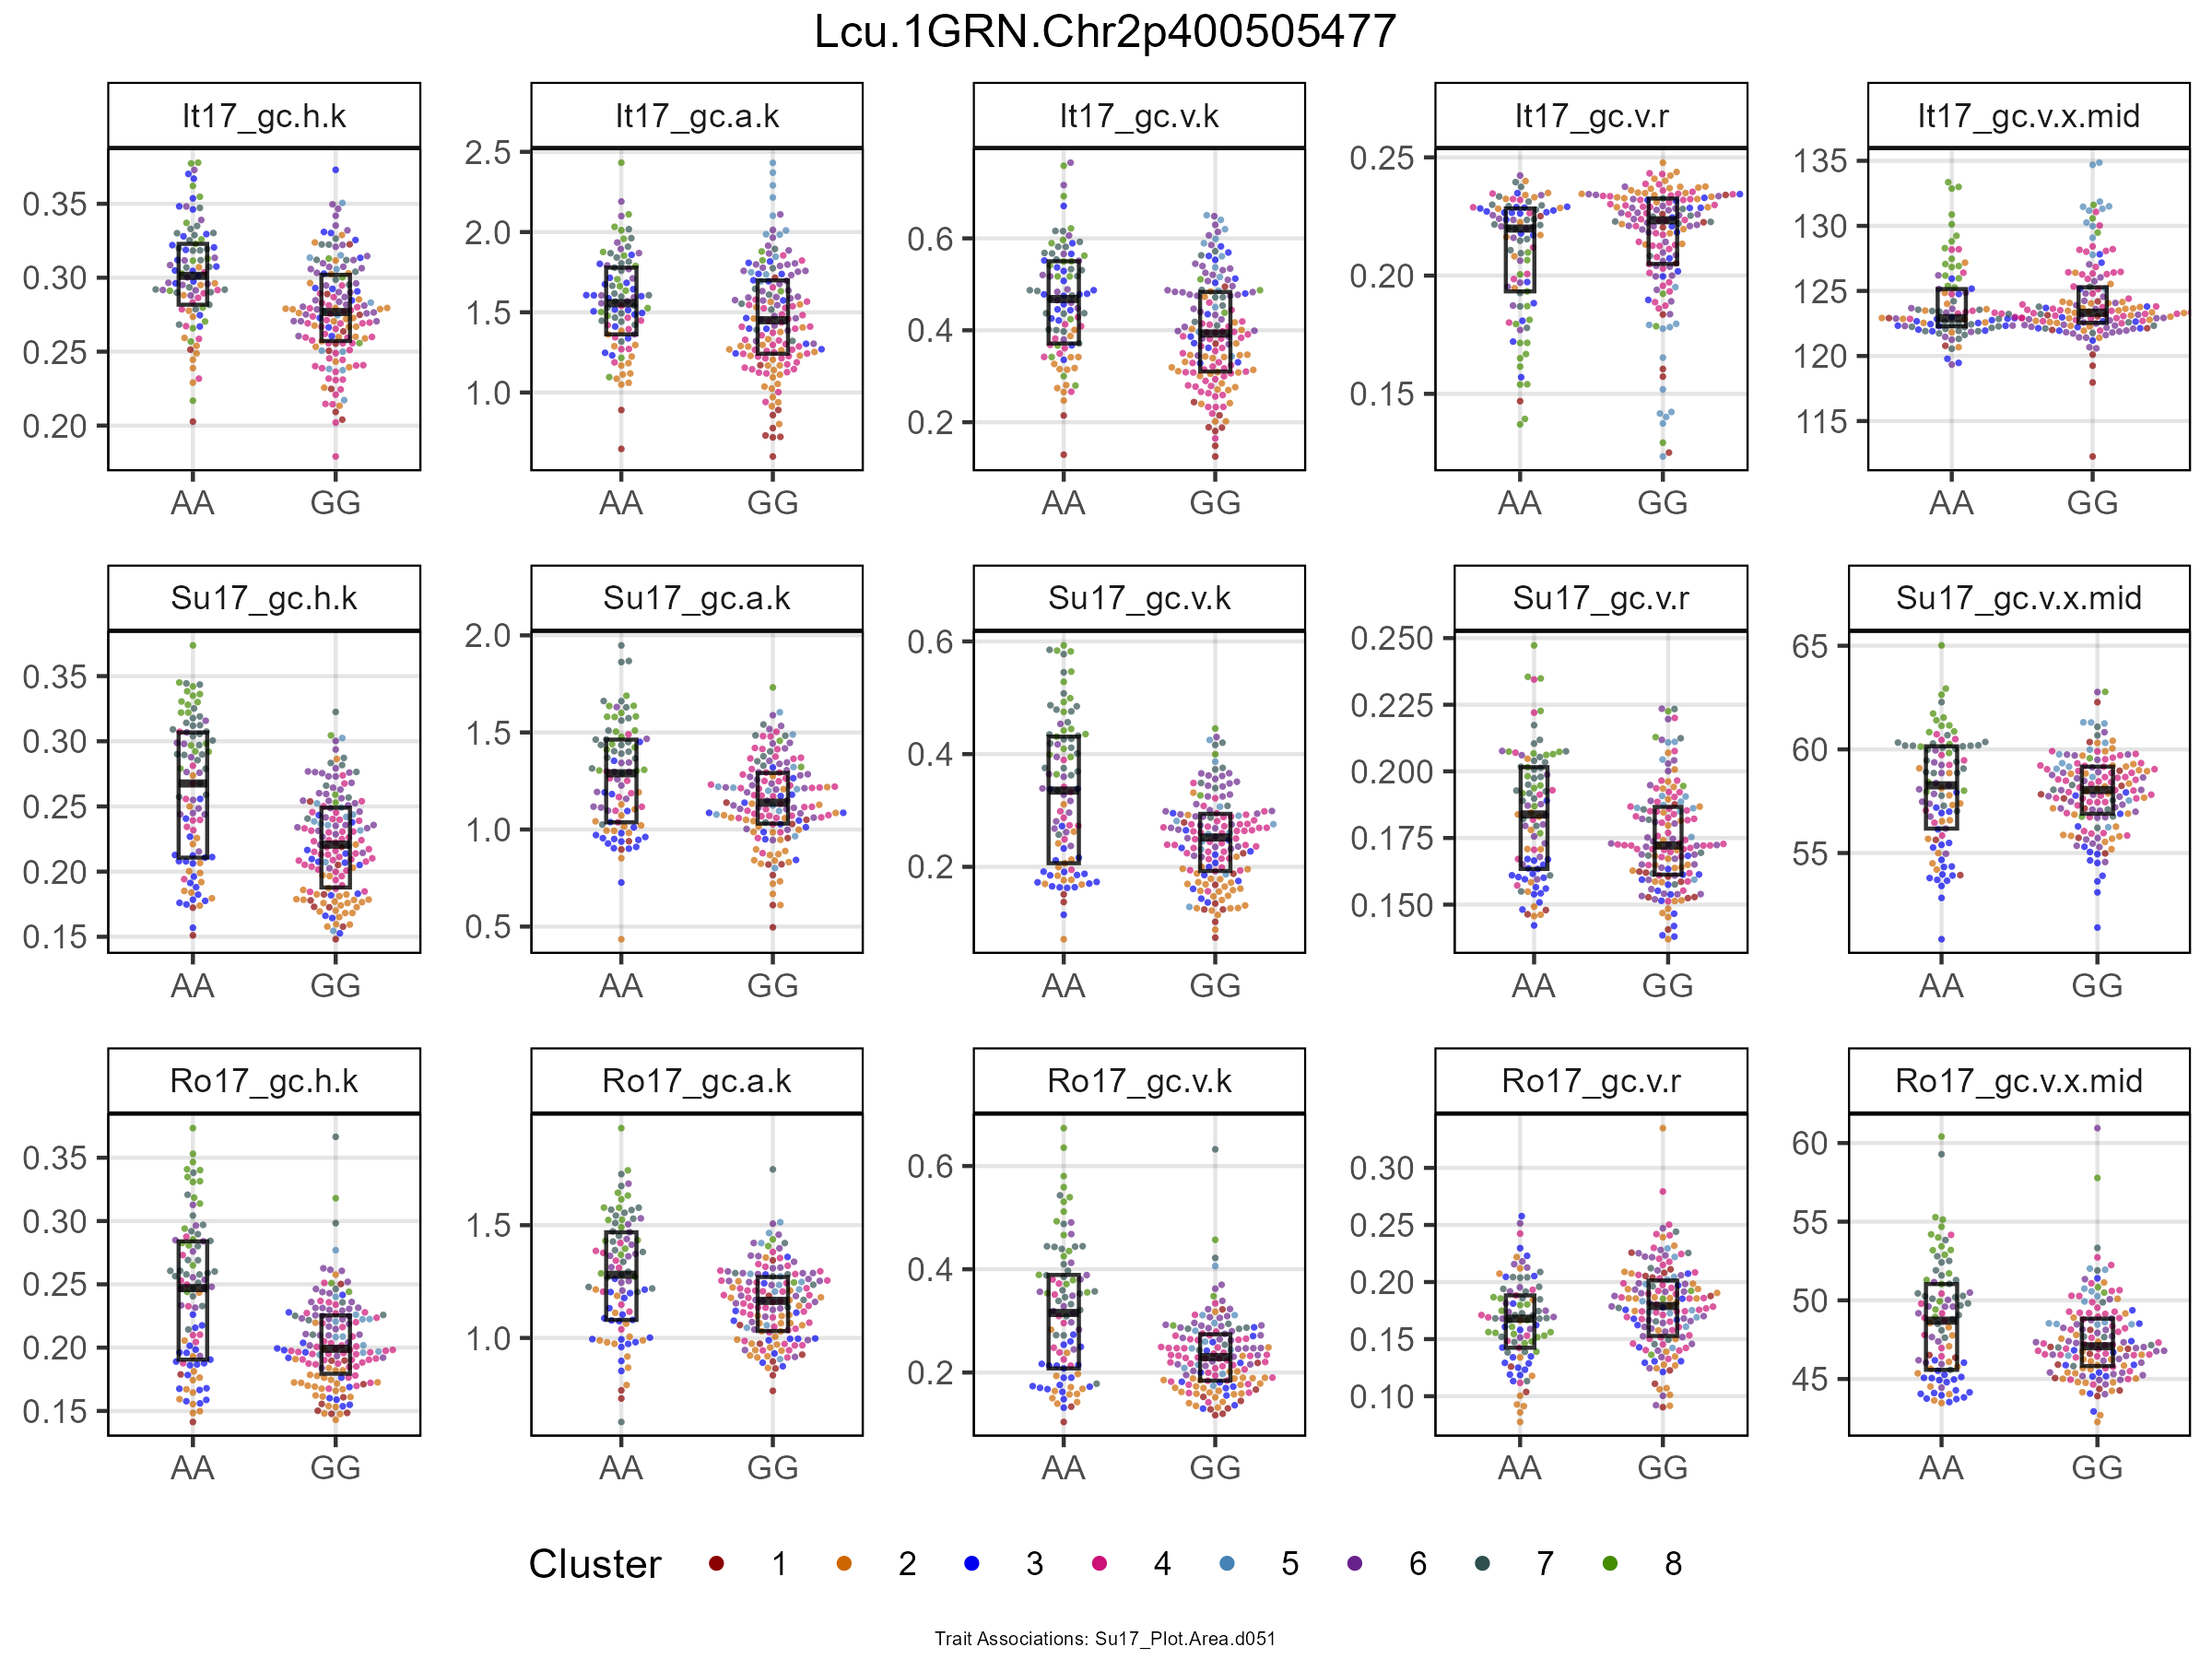 Lcu.1GRN.Chr2p400505477
It17_gc.h.k
It17_gc.a.k
It17_gc.v.k
It17_gc.v.r
It17_gc.v.x.mid
0.35
0.30
0.25
0.20
2.5
2.0
1.5
1.0
0.6
0.4
0.2
0.25
0.20
0.15
135
130
125
120
115
AA GG
AA GG
AA GG
AA GG
AA GG
Su17_gc.h.k
Su17_gc.a.k
Su17_gc.v.k
Su17_gc.v.r
Su17_gc.v.x.mid
0.35
0.30
0.25
0.20
0.15
2.0
1.5
1.0
0.5
0.6
0.4
0.2
0.250
0.225
0.200
0.175
0.150
65
60
55
AA GG
AA GG
AA GG
AA GG
AA GG
Ro17_gc.h.k
Ro17_gc.a.k
Ro17_gc.v.k
Ro17_gc.v.r
Ro17_gc.v.x.mid
0.35
0.30
0.25
0.20
0.15
1.5
1.0
0.6
0.4
0.2
0.30
0.25
0.20
0.15
0.10
60
55
50
45
AA GG
AA GG
AA GG
AA GG
AA GG
Cluster 1 2 3 4 5 6 7 8
Trait Associations: Su17_Plot.Area.d051